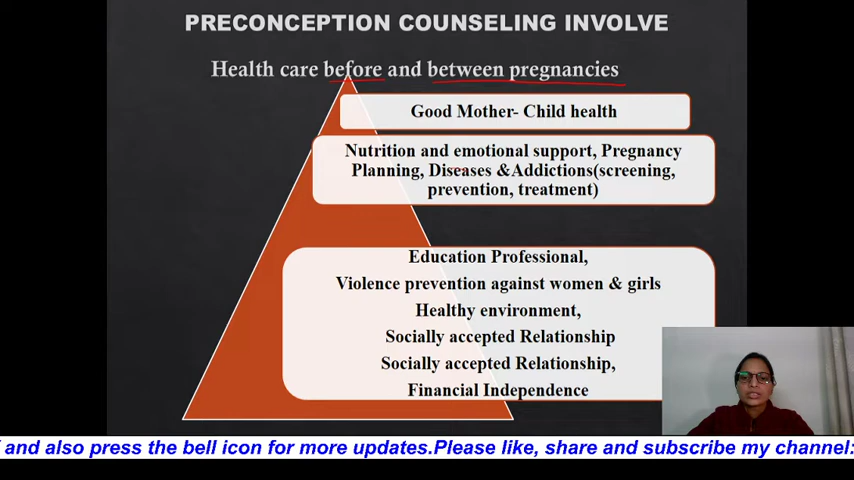 PRECONCEPTION COUNSELING INVOLVE
Health care before and between pregnancies
Good Mother- Child health
Nutrition and emotional support, Pregnancy
Planning, Diseases &Addictions(screening,
prevention, treatment)
Education Professional,
Violence prevention against women & girls
Healthy environment,
Socially accepted Relationship
Socially accepted Relationship,
Financial Independence
and also press the bell icon for more updates.Please like, share and subscribe my channel: